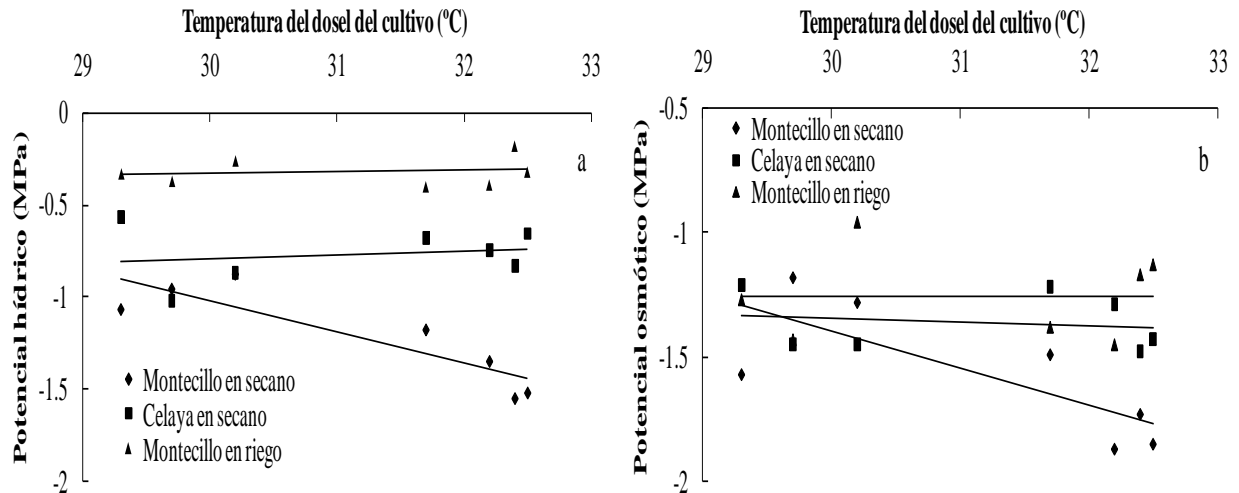 Temperatura del dosel del cultivo (ºC)
29 30 31 32 33
0
-0.5
-1
-1.5
-2
Potencial hídrico (MPa)
a
Montecillo en secano
Celaya en secano
Montecillo en riego
Temperatura del dosel del cultivo (ºC)
29 30 31 32 33
-0.5
-1
-1.5
-2
Potencial osmótico (MPa)
b
Montecillo en secano
Celaya en secano
Montecillo en riego